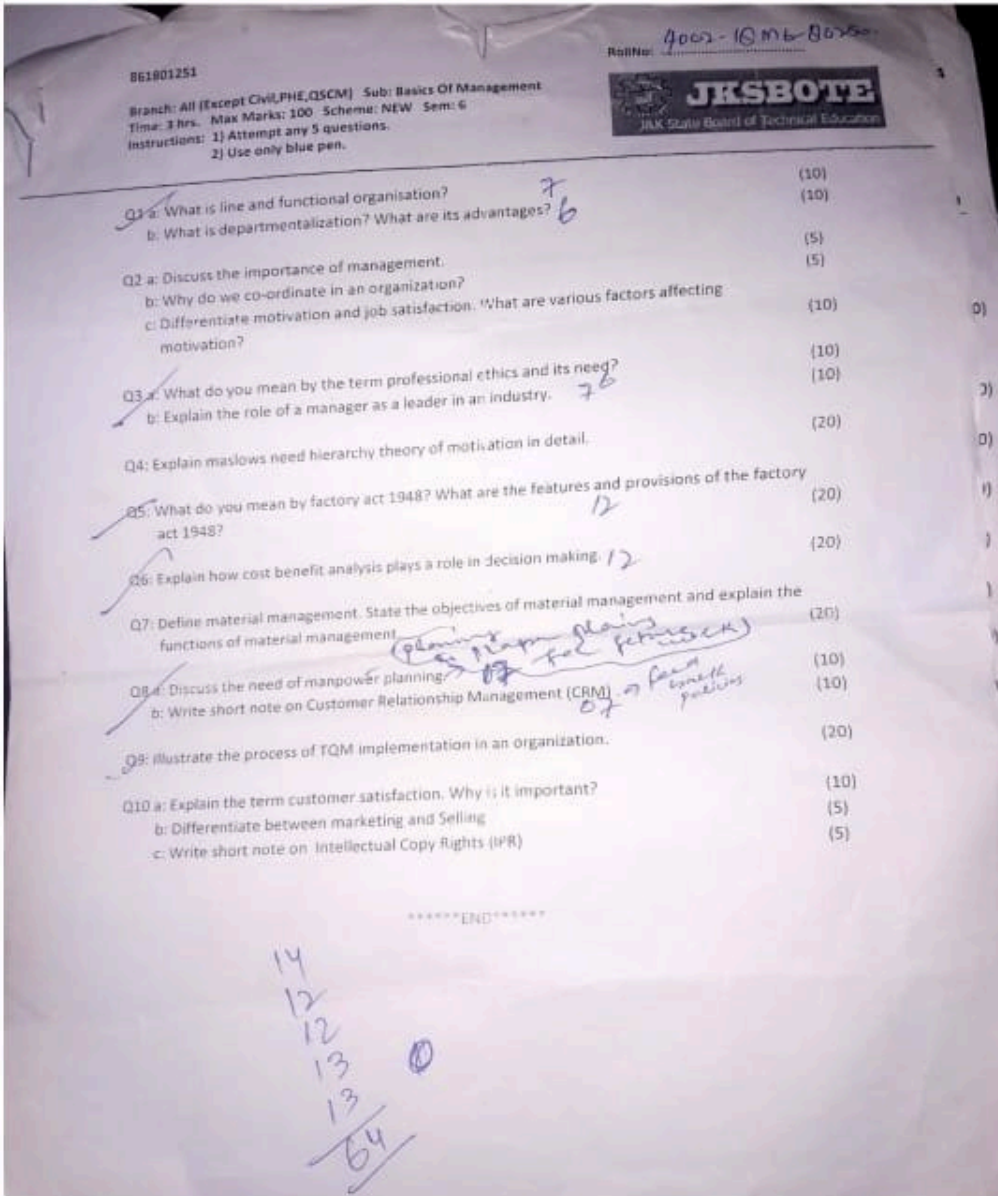 861801251
RollNo:
JKSBOTE
J&K State Board of Technical Education
Branch: All (Except Civil,PHE,QSCM) Sub: Basics Of Management
Time: 3 hrs. Max Marks: 100 Scheme: NEW Sem: 6
Instructions: 1) Attempt any 5 questions.
2) Use only blue pen.
Q1 a: What is line and functional organisation? 7 (10)
b: What is departmentalization? What are its advantages? 6 (10)
Q2 a: Discuss the importance of management. (5)
b: Why do we co-ordinate in an organization? (5)
c: Differentiate motivation and job satisfaction. What are various factors affecting (10)
motivation?
Q3 a: What do you mean by the term professional ethics and its need? 6 (10)
b: Explain the role of a manager as a leader in an industry. 7 (10)
Q4: Explain maslows need hierarchy theory of motivation in detail. (20)
Q5: What do you mean by factory act 1948? What are the features and provisions of the factory (20)
act 1948? 12
Q6: Explain how cost benefit analysis plays a role in decision making. 12 (20)
Q7: Define material management. State the objectives of material management and explain the (20)
functions of material management
Q8 a: Discuss the need of manpower planning. 07 (10)
b: Write short note on Customer Relationship Management (CRM) 07 (10)
Q9: Illustrate the process of TQM implementation in an organization. (20)
Q10 a: Explain the term customer satisfaction. Why is it important? (10)
b: Differentiate between marketing and Selling (5)
c: Write short note on Intellectual Copy Rights (IPR) (5)
******END******
14
12
12
13
13
64